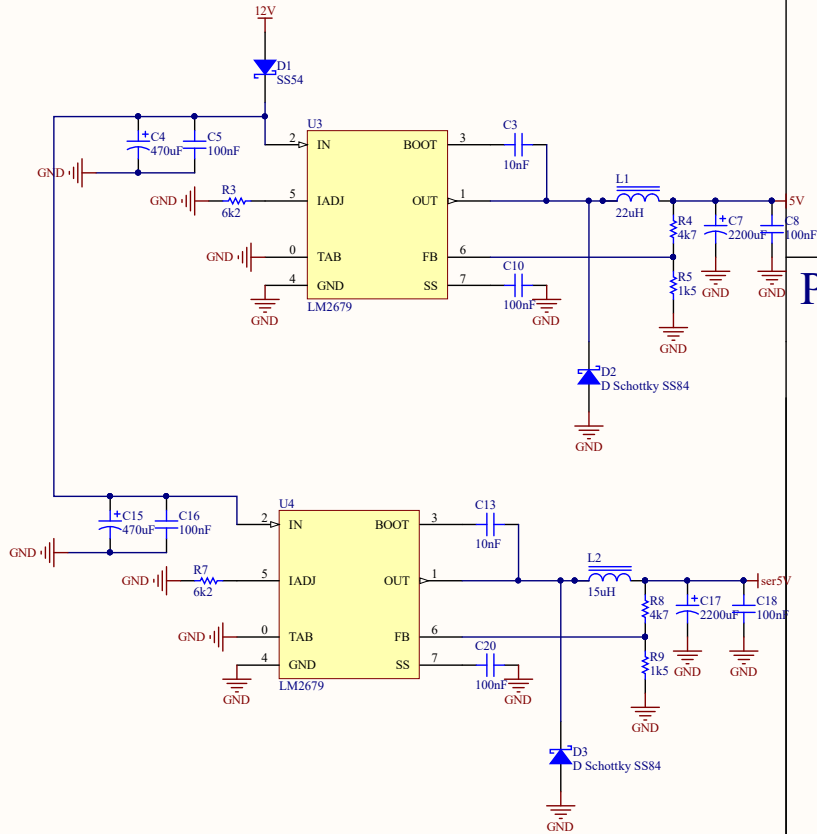 12V
D1
SS54
U3
C4
470uF
C5
100nF
GND
2
IN
BOOT
3
C3
10nF
R3
6k2
GND
5
IADJ
OUT
1
L1
22uH
5V
R4
4k7
C7
2200uF
C8
100nF
GND
0
TAB
FB
6
4
GND
SS
7
C10
100nF
R5
1k5
GND
GND
GND
GND
GND
LM2679
P
D2
D Schottky SS84
GND
U4
C15
470uF
C16
100nF
GND
2
IN
BOOT
3
C13
10nF
R7
6k2
GND
5
IADJ
OUT
1
L2
15uH
ser5V
R8
4k7
C17
2200uF
C18
100nF
GND
0
TAB
FB
6
4
GND
SS
7
C20
100nF
R9
1k5
GND
GND
GND
GND
GND
LM2679
D3
D Schottky SS84
GND